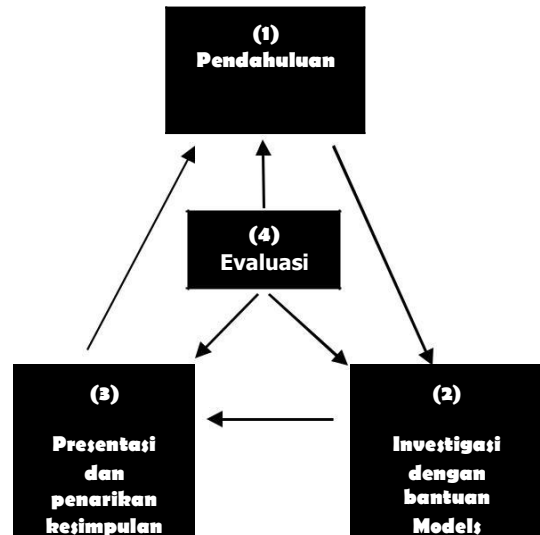 (1)
Pendahuluan
(4)
Evaluasi
(3)
Presentasi
dan
penarikan
kesimpulan
(2)
Investigasi
dengan
bantuan
Models